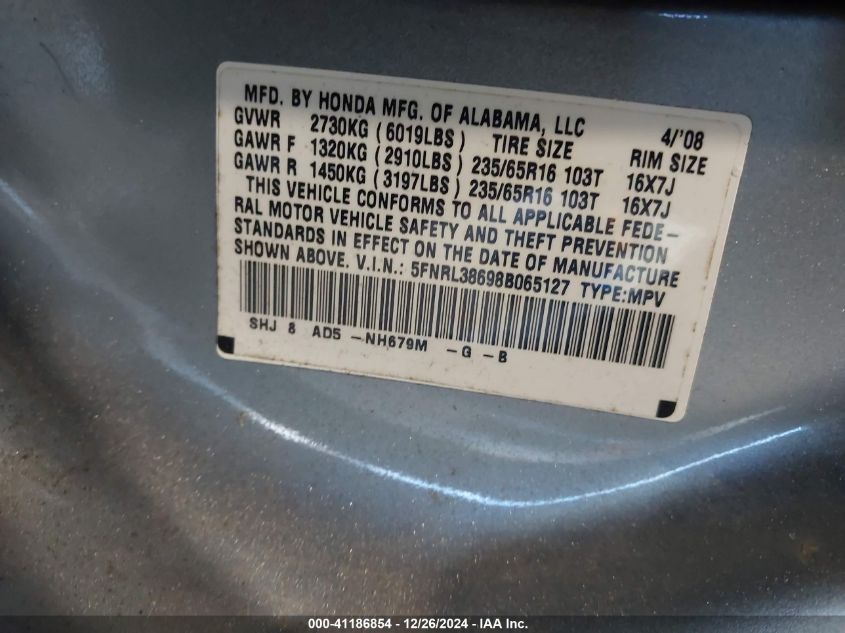 MFD. BY HONDA MFG. OF ALABAMA, LLC 4/'08
GVWR 2730KG (6019LBS) TIRE SIZE RIM SIZE
GAWR F 1320KG (2910LBS) 235/65R16 103T 16X7J
GAWR R 1450KG (3197LBS) 235/65R16 103T 16X7J
THIS VEHICLE CONFORMS TO ALL APPLICABLE FEDE-
RAL MOTOR VEHICLE SAFETY AND THEFT PREVENTION
STANDARDS IN EFFECT ON THE DATE OF MANUFACTURE
SHOWN ABOVE. V.I.N.: 5FNRL38698B065127 TYPE:MPV
SHJ 8 AD5 -NH679M -G -B
000-41186854 - 12/26/2024 - IAA Inc.